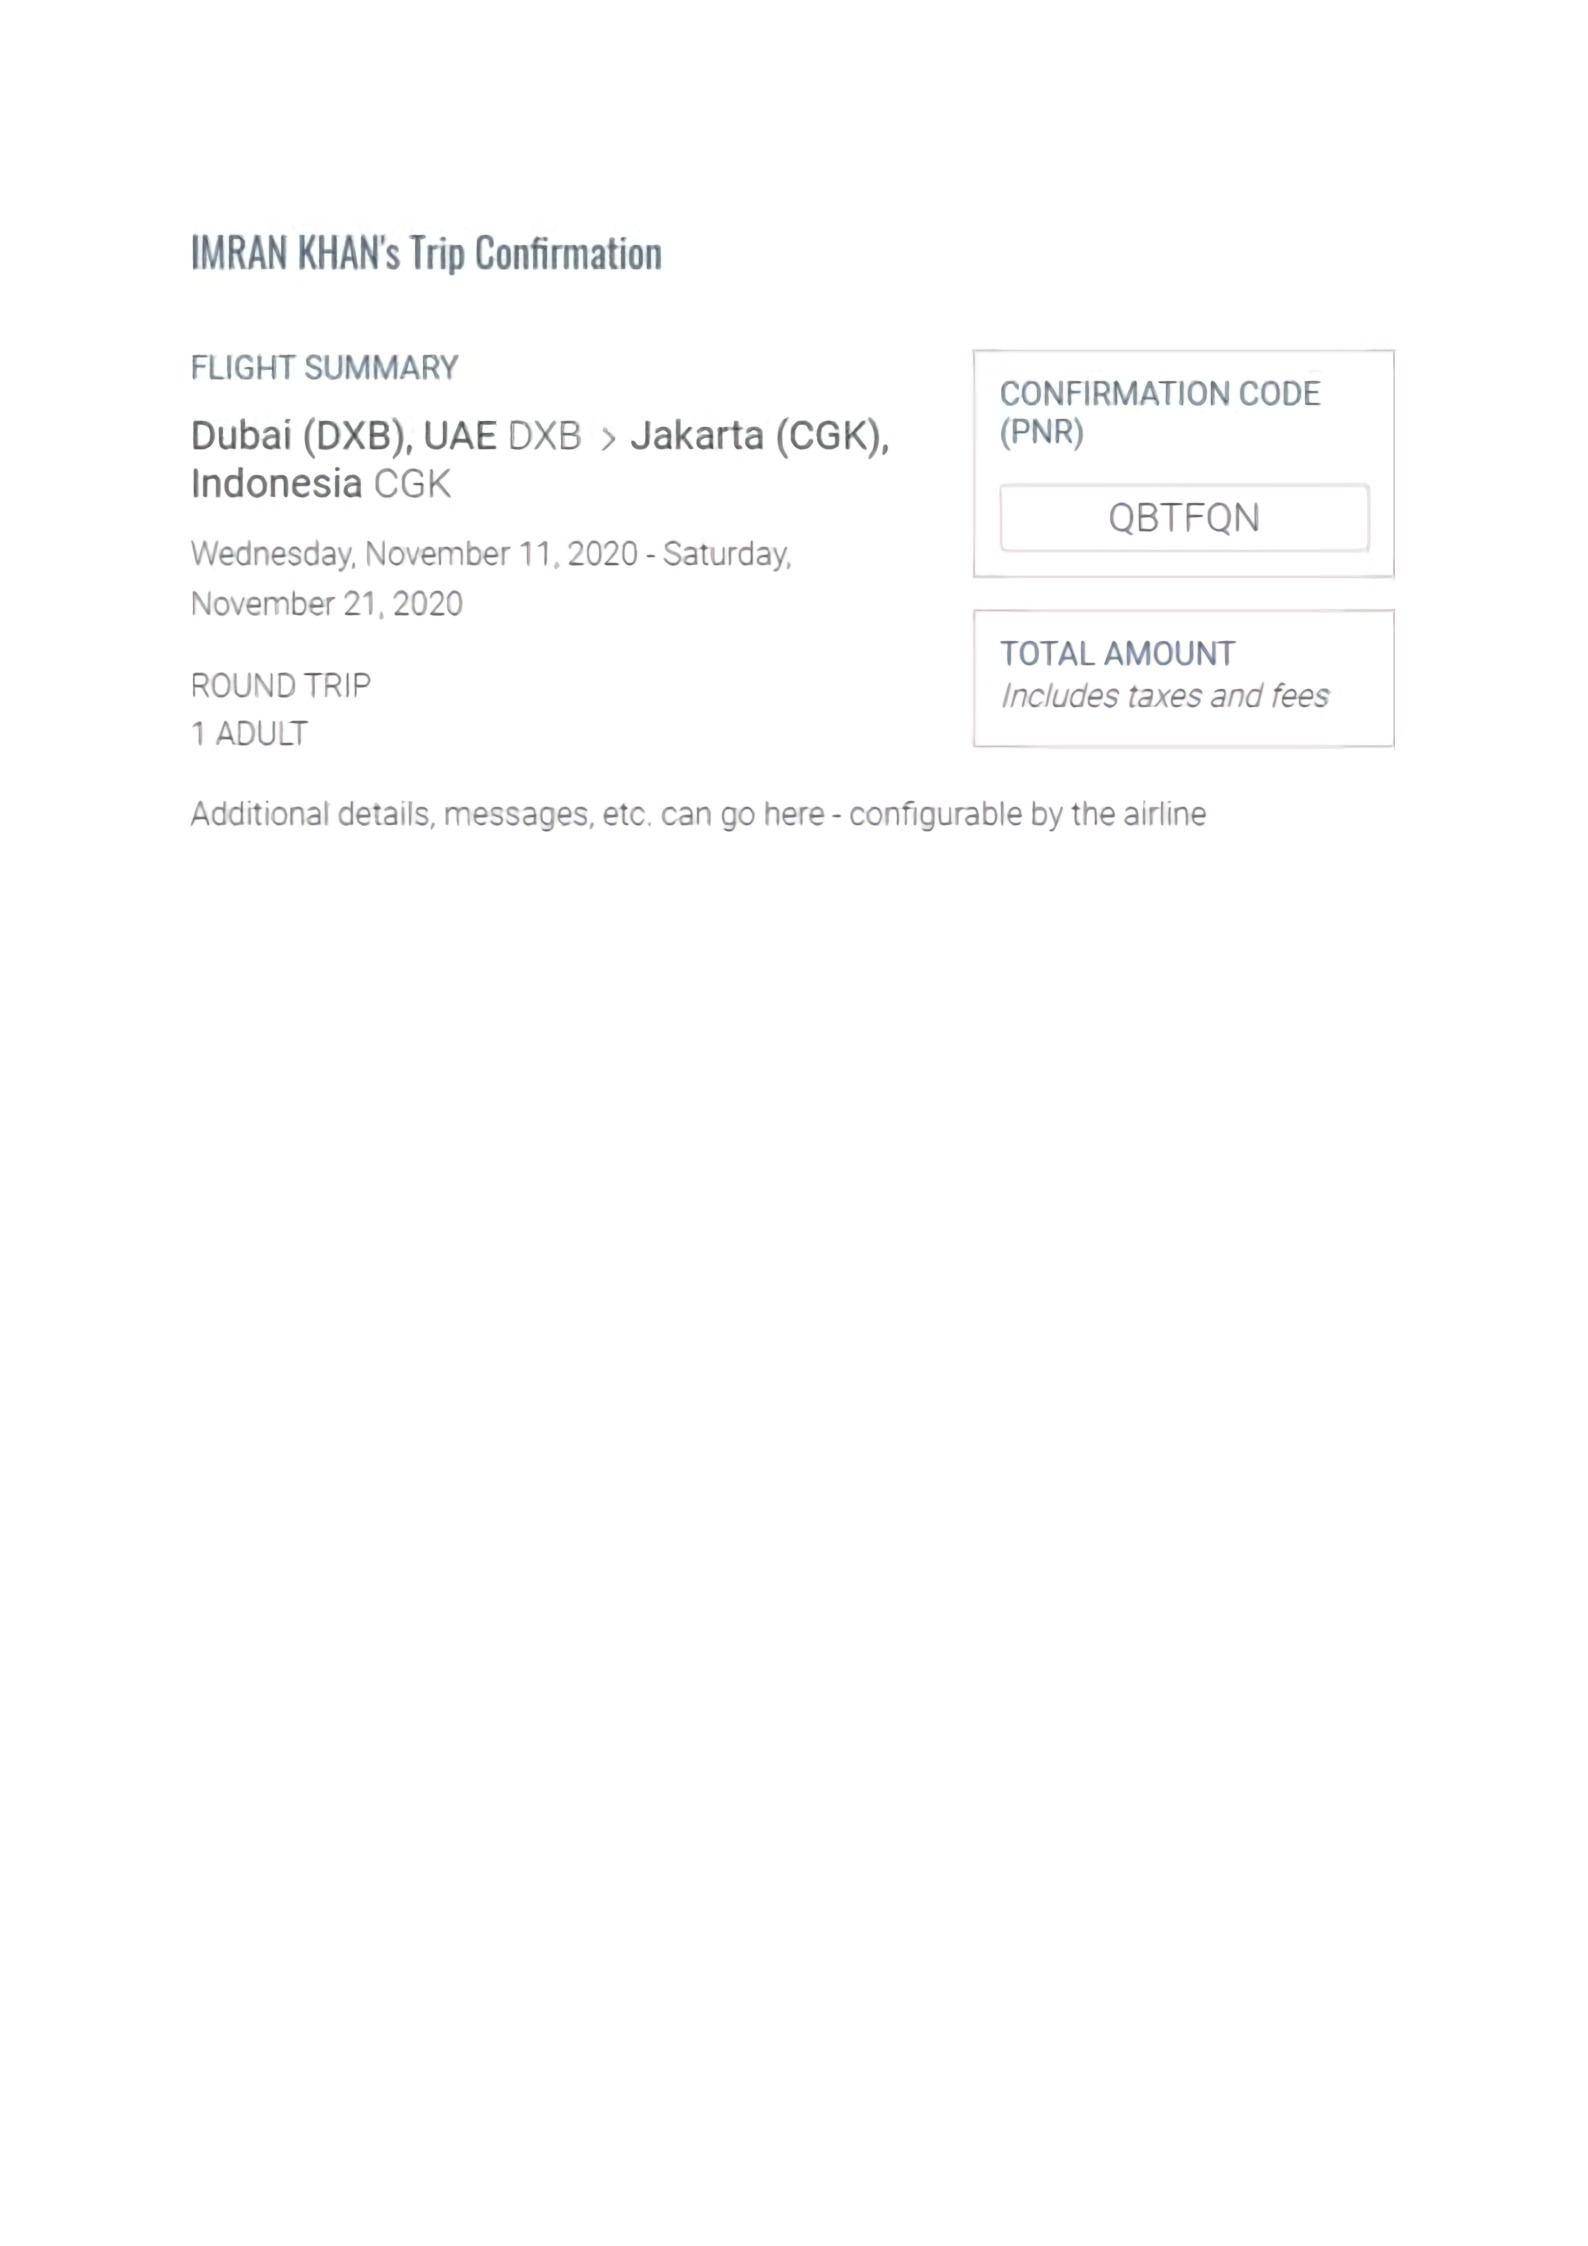 IMRAN KHAN's Trip Confirmation
FLIGHT SUMMARY
Dubai (DXB), UAE DXB > Jakarta (CGK),
Indonesia CGK
Wednesday, November 11, 2020 - Saturday,
November 21, 2020
ROUND TRIP
1 ADULT
CONFIRMATION CODE
(PNR)
QBTFQN
TOTAL AMOUNT
Includes taxes and fees
Additional details, messages, etc. can go here - configurable by the airline